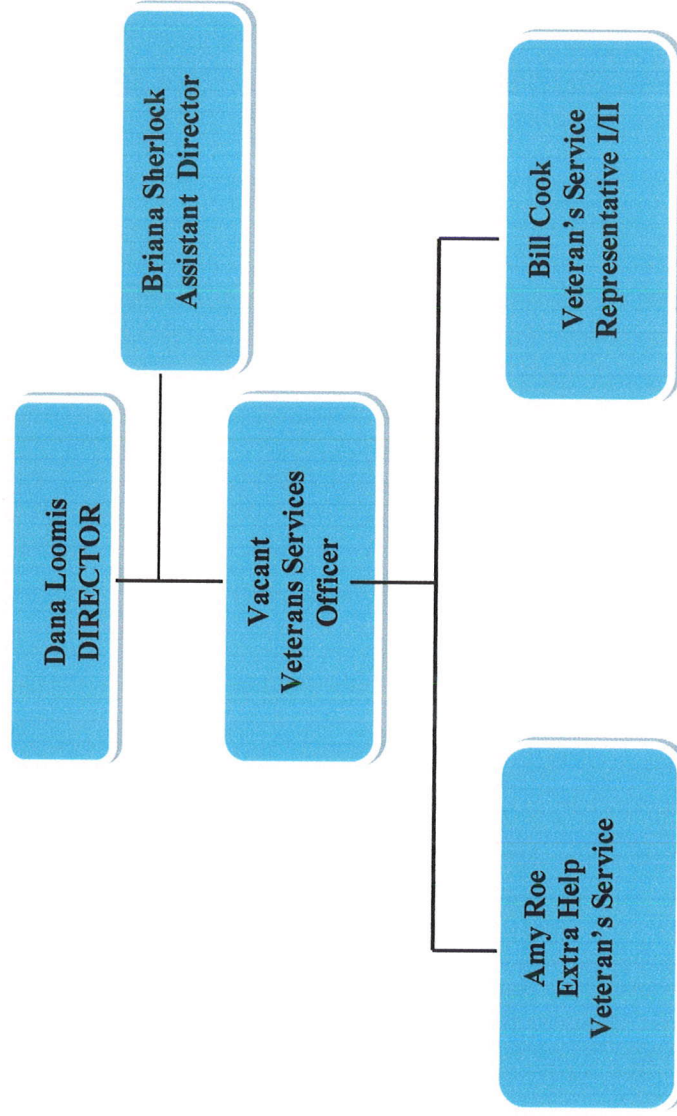 Dana Loomis
DIRECTOR
Briana Sherlock
Assistant Director
Vacant
Veterans Services
Officer
Amy Roe
Extra Help
Veteran's Service
Bill Cook
Veteran's Service
Representative I/II